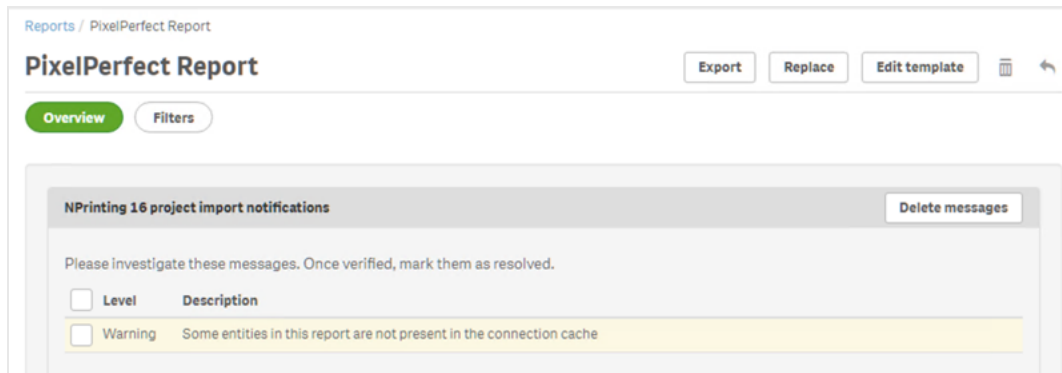 Reports / PixelPerfect Report
PixelPerfect Report
Export
Replace
Edit template
Overview
Filters
NPrinting 16 project import notifications
Delete messages
Please investigate these messages. Once verified, mark them as resolved.
Level Description
Warning Some entities in this report are not present in the connection cache